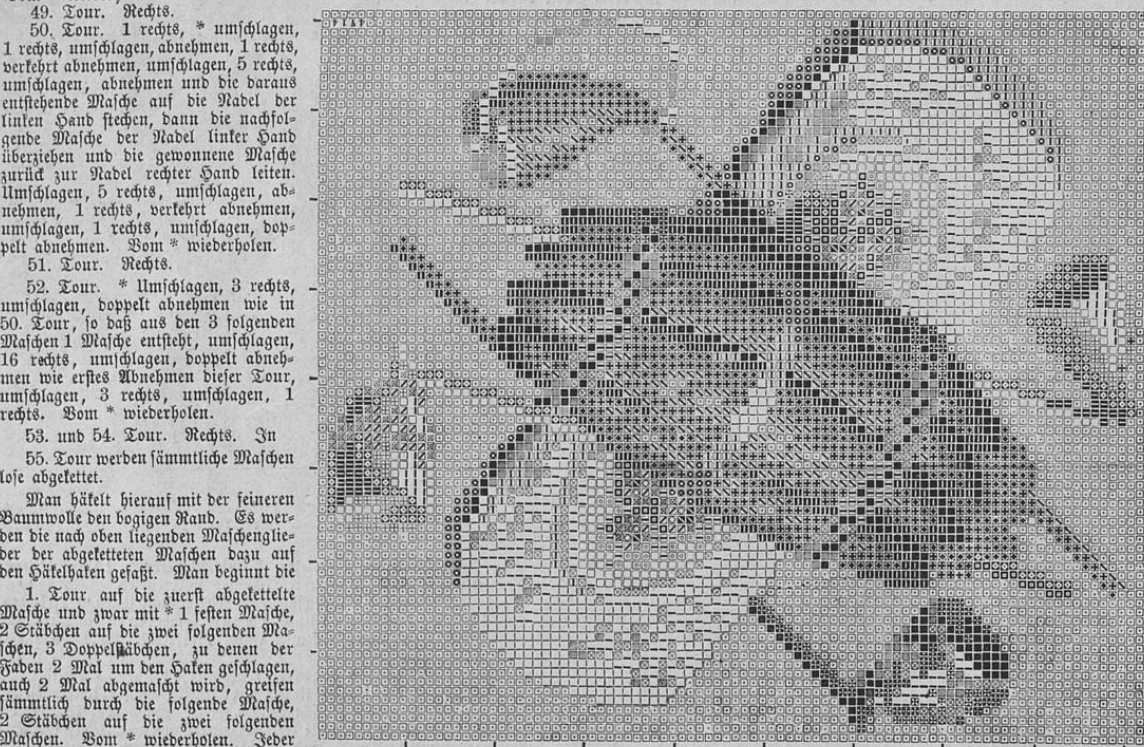 49. Tour. Rechts.
50. Tour. 1 rechts, * umſchlagen,
1 rechts, umſchlagen, abnehmen, 1 rechts,
verkehrt abnehmen, umſchlagen, 5 rechts,
umſchlagen, abnehmen und die daraus
entſtehende Maſche auf die Nadel der
linken Hand ſtechen, dann die nachfol⸗
gende Maſche der Nadel linker Hand
überziehen und die gewonnene Maſche
zurück zur Nadel rechter Hand leiten.
Umſchlagen, 5 rechts, umſchlagen, ab⸗
nehmen, 1 rechts, verkehrt abnehmen,
umſchlagen, 1 rechts, umſchlagen, dop⸗
pelt abnehmen. Vom * wiederholen.
51. Tour. Rechts.
52. Tour. * Umſchlagen, 3 rechts,
umſchlagen, doppelt abnehmen wie in
50. Tour, ſo daß aus den 3 folgenden
Maſchen 1 Maſche entſteht, umſchlagen,
16 rechts, umſchlagen, doppelt abneh⸗
men wie erſtes Abnehmen dieſer Tour,
umſchlagen, 3 rechts, umſchlagen, 1
rechts. Vom * wiederholen.
53. und 54. Tour. Rechts. In
55. Tour werden ſämmtliche Maſchen
loſe abgekettet.
Man häkelt hierauf mit der feineren
Baumwolle den bogigen Rand. Es wer⸗
den die nach oben liegenden Maſchenglie⸗
der der abgeketteten Maſchen dazu auf
den Häkelhaken gefaßt. Man beginnt die
1. Tour auf die zuerſt abgekettelte
Maſche und zwar mit * 1 feſten Maſche,
2 Stäbchen auf die zwei folgenden Ma⸗
ſchen, 3 Doppelſtäbchen, zu denen der
Faden 2 Mal um den Haken geſchlagen,
auch 2 Mal abgemaſcht wird, greifen
ſämmtlich durch die folgende Maſche,
2 Stäbchen auf die zwei folgenden
Maſchen. Vom * wiederholen. Jeder